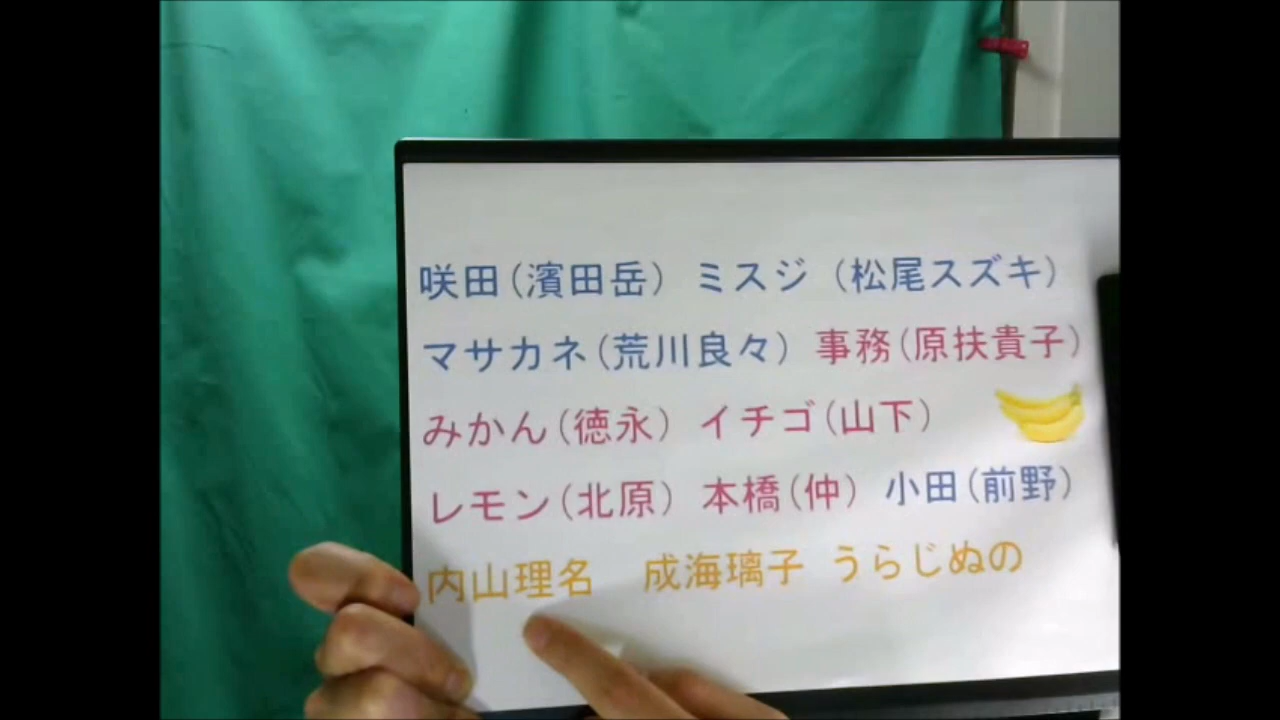 咲田(濱田岳) ミスジ (松尾スズキ)
マサカネ(荒川良々) 事務(原扶貴子)
みかん(徳永) イチゴ(山下)
レモン(北原) 本橋(仲) 小田(前野)
内山理名 成海璃子 うらじぬの